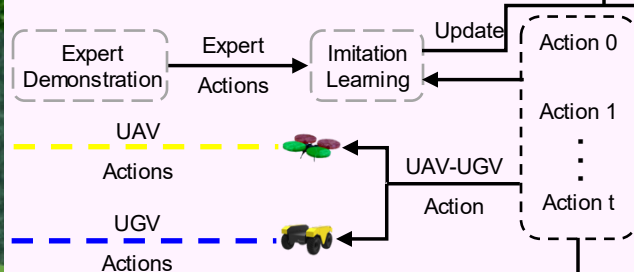 Expert
Demonstration
Expert
Actions
Imitation
Learning
Update
Action 0
Action 1
Action t
UAV
Actions
UAV-UGV
Action
UGV
Actions